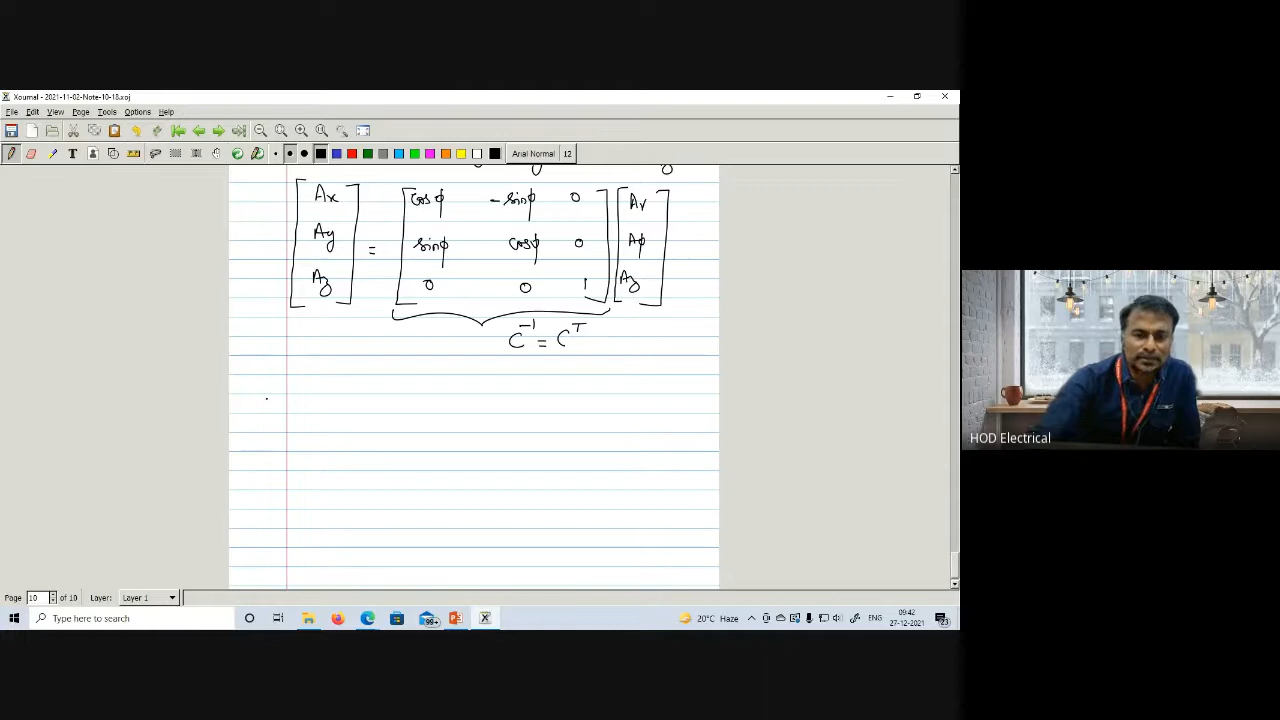 Xournal - 2021-11-02-Note-10-18.xoj
File Edit View Page Tools Options Help
Arial Normal 12
[Ax Ay Az] = [cosϕ -sinϕ 0 sinϕ cosϕ 0 0 0 1] [Ar Aϕ Az]
C⁻¹ = Cᵀ
HOD Electrical
Page 10 of 10 Layer: Layer 1
Type here to search
99+
20°C Haze
ENG
09:42
27-12-2021
23